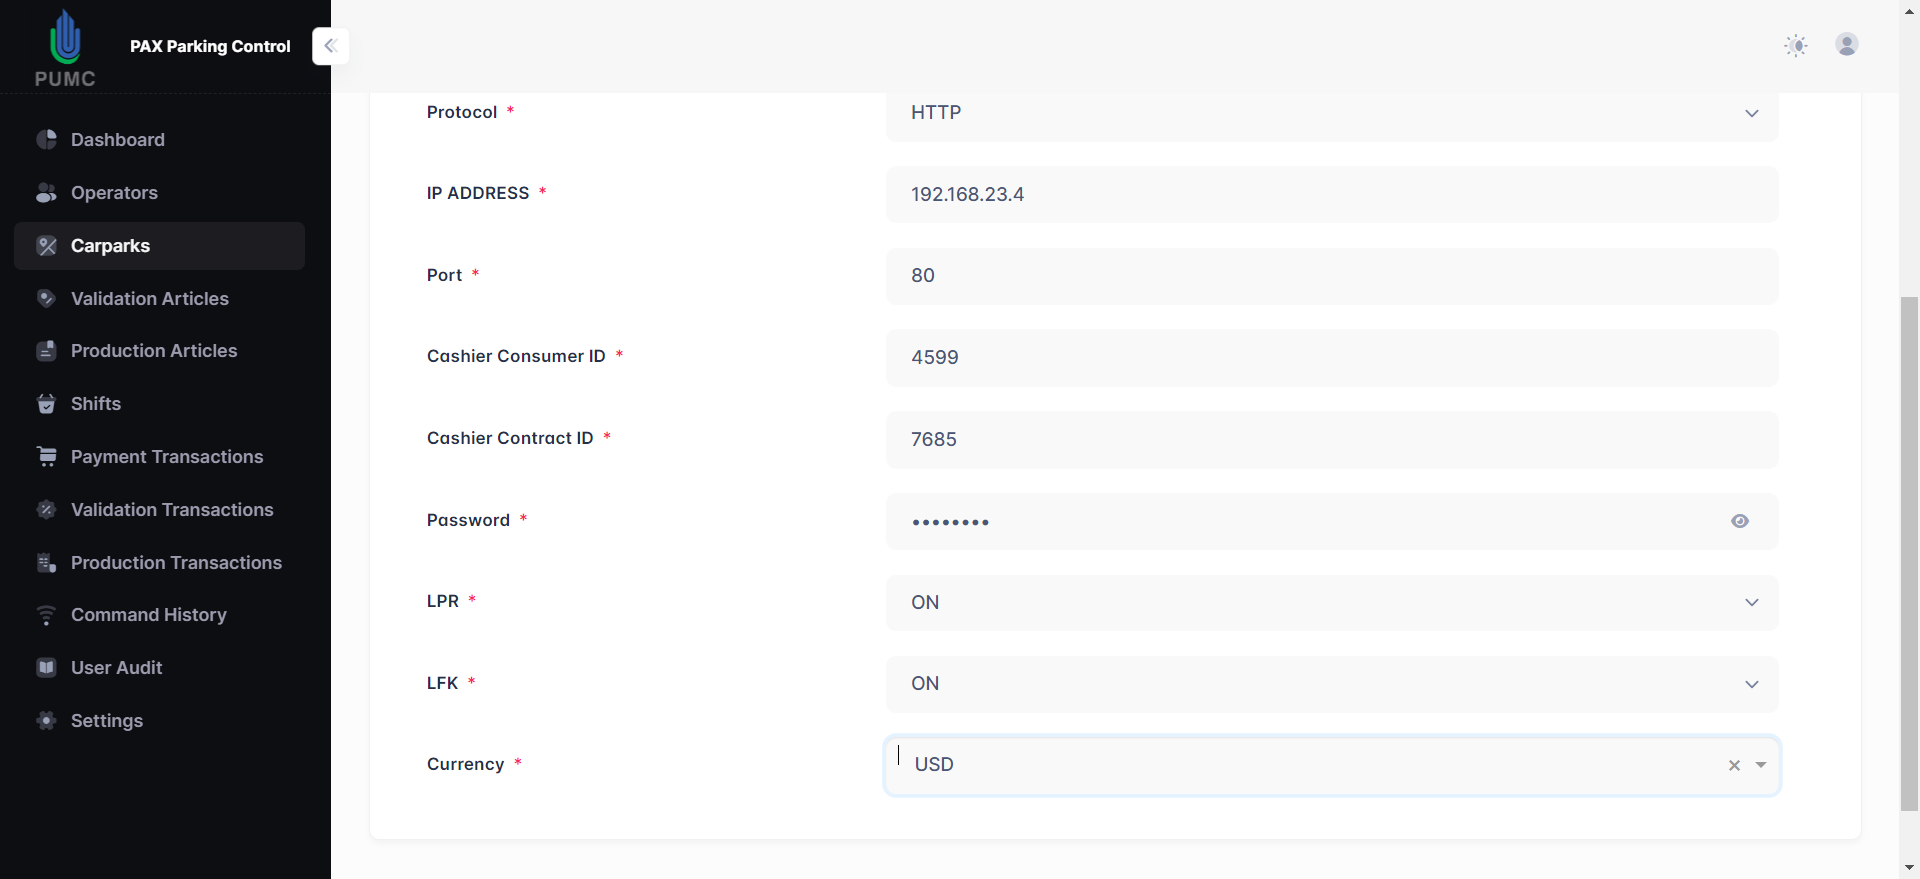 PUMC
PAX Parking Control
Dashboard
Operators
Carparks
Validation Articles
Production Articles
Shifts
Payment Transactions
Validation Transactions
Production Transactions
Command History
User Audit
Settings
Protocol * HTTP
IP ADDRESS * 192.168.23.4
Port * 80
Cashier Consumer ID * 4599
Cashier Contract ID * 7685
Password * ••••••••
LPR * ON
LFK * ON
Currency * USD